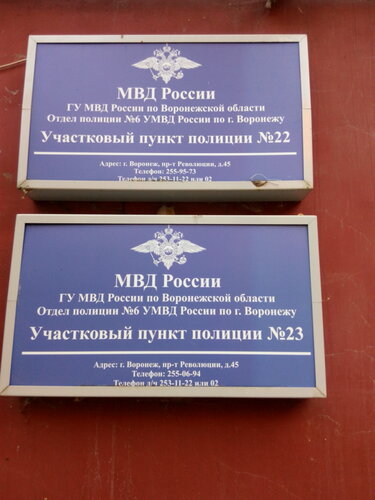 МВД России
ГУ МВД России по Воронежской области
Отдел полиции №6 УМВД России по г. Воронежу
Участковый пункт полиции №22
Адрес: г. Воронеж, пр-т Революции, д.45
Телефон: 255-95-73
Телефон д/ч 253-11-22 или 02
МВД России
ГУ МВД России по Воронежской области
Отдел полиции №6 УМВД России по г. Воронежу
Участковый пункт полиции №23
Адрес: г. Воронеж, пр-т Революции, д.45
Телефон: 255-06-94
Телефон д/ч 253-11-22 или 02